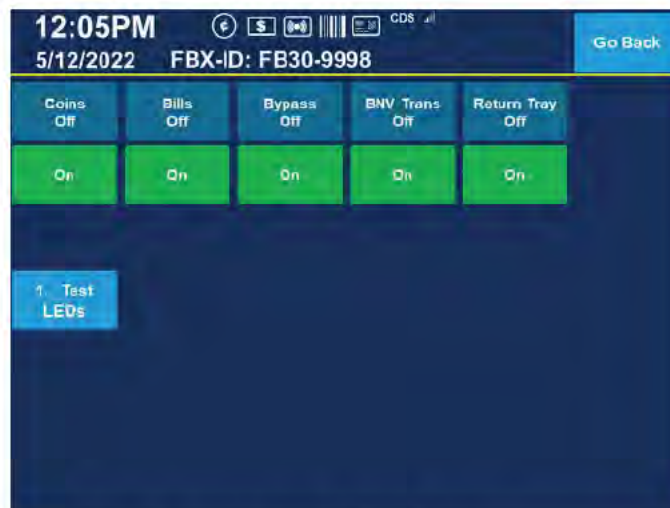 12:05PM
CDS
Go Back
5/12/2022 FBX-ID: FB30-9998
Coins
Off
Bills
Off
Bypass
Off
BNV Trans
Off
Return Tray
Off
On
On
On
On
On
1. Test
LEDs